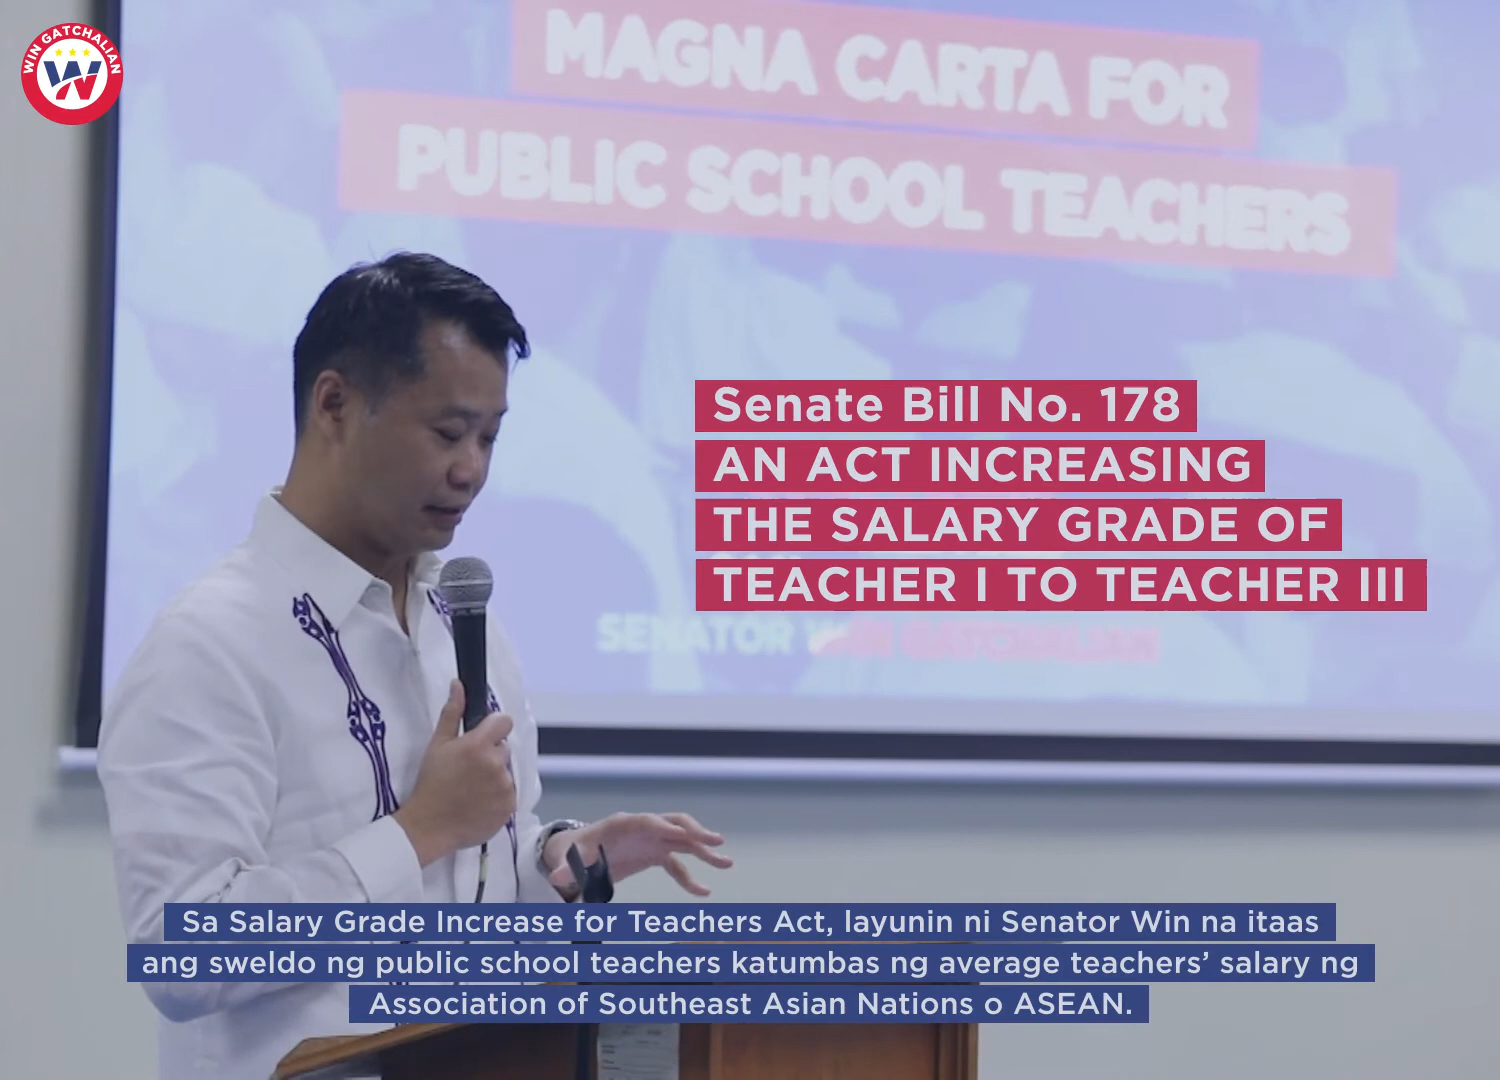 WIN GATCHALIAN
W
MAGNA CARTA FOR
PUBLIC SCHOOL TEACHERS
Senate Bill No. 178
AN ACT INCREASING
THE SALARY GRADE OF
TEACHER I TO TEACHER III
SENATOR WIN GATCHALIAN
Sa Salary Grade Increase for Teachers Act, layunin ni Senator Win na itaas
ang sweldo ng public school teachers katumbas ng average teachers’ salary ng
Association of Southeast Asian Nations o ASEAN.